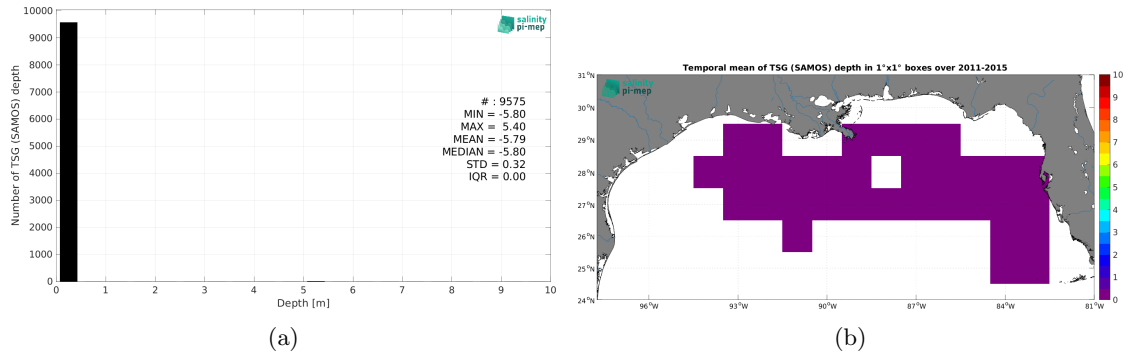 10000
9000
8000
7000
6000
5000
4000
3000
2000
1000
0
Number of TSG (SAMOS) depth
salinity
pi-mep
# : 9575
MIN = -5.80
MAX = 5.40
MEAN = -5.79
MEDIAN = -5.80
STD = 0.32
IQR = 0.00
0 1 2 3 4 5 6 7 8 9 10
Depth [m]
(a)
Temporal mean of TSG (SAMOS) depth in 1°x1° boxes over 2011-2015
salinity
pi-mep
31°N
30°N
29°N
28°N
27°N
26°N
25°N
24°N
96°W 93°W 90°W 87°W 84°W 81°W
10
9
8
7
6
5
4
3
2
1
0
(b)